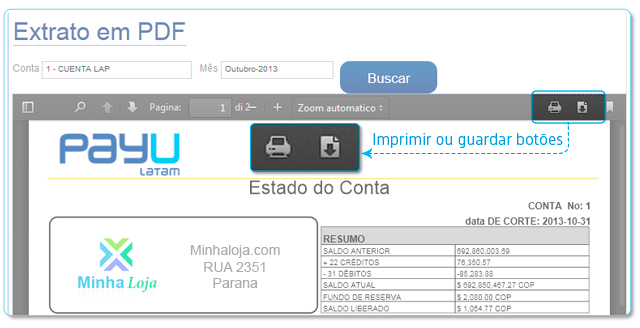 Extrato em PDF
Conta 1 - CUENTA LAP Mês Outubro-2013 Buscar
Pagina: 1 di 2 Zoom automatico
Imprimir ou guardar botões
PayU
LATAM
Estado do Conta
CONTA No: 1
data DE CORTE: 2013-10-31
Minhaloja.com
RUA 2351
Parana
Minha Loja
RESUMO
SALDO ANTERIOR 692,860,003.69
+ 22 CRÉDITOS 76,350.57
- 31 DÉBITOS -85,283.88
SALDO ATUAL $ 692,850,467.27 COP
FUNDO DE RESERVA $ 2,080.00 COP
SALDO LIBERADO $ 1,054.77 COP